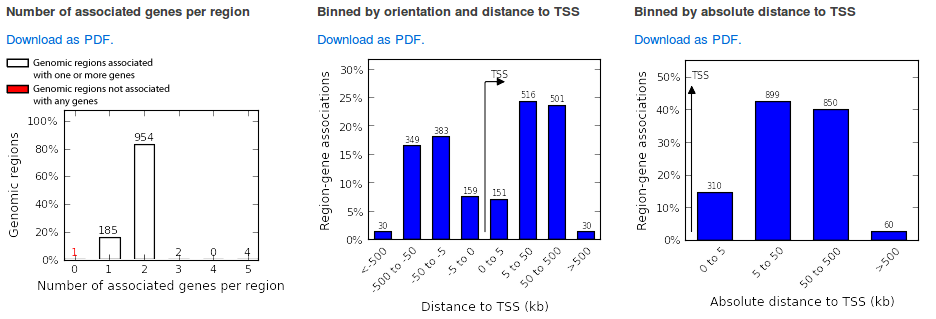 Number of associated genes per region
Download as PDF.
Genomic regions associated
with one or more genes
Genomic regions not associated
with any genes
100%
80%
60%
40%
20%
0%
Genomic regions
1
185
954
2
0
4
0
1
2
3
4
5
Number of associated genes per region
Binned by orientation and distance to TSS
Download as PDF.
30%
25%
20%
15%
10%
5%
0%
Region-gene associations
TSS
30
349
383
159
151
516
501
30
<-500
-500 to -50
-50 to -5
-5 to 0
0 to 5
5 to 50
50 to 500
>500
Distance to TSS (kb)
Binned by absolute distance to TSS
Download as PDF.
50%
40%
30%
20%
10%
0%
Region-gene associations
TSS
310
899
850
60
0 to 5
5 to 50
50 to 500
>500
Absolute distance to TSS (kb)